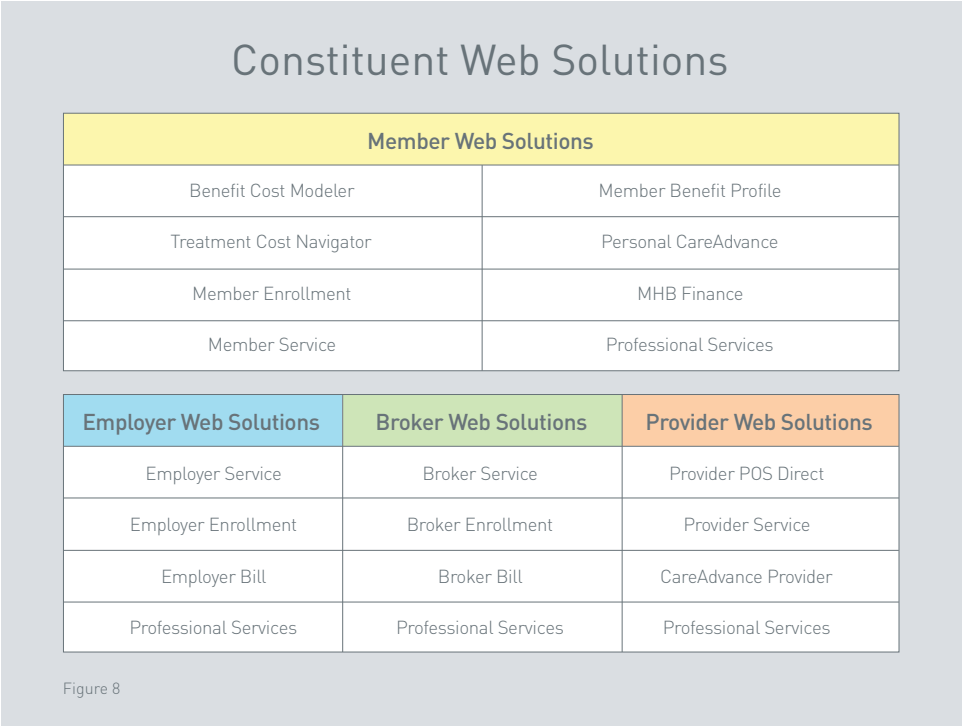 Constituent Web Solutions
Member Web Solutions
Benefit Cost Modeler
Member Benefit Profile
Treatment Cost Navigator
Personal CareAdvance
Member Enrollment
MHB Finance
Member Service
Professional Services
Employer Web Solutions
Broker Web Solutions
Provider Web Solutions
Employer Service
Broker Service
Provider POS Direct
Employer Enrollment
Broker Enrollment
Provider Service
Employer Bill
Broker Bill
CareAdvance Provider
Professional Services
Professional Services
Professional Services
Figure 8